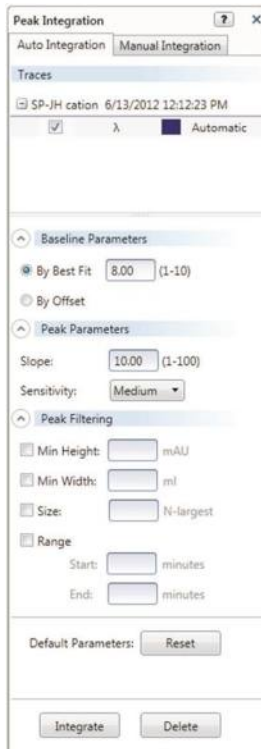 Peak Integration ? ×
Auto Integration Manual Integration
Traces
SP-JH cation 6/13/2012 12:12:23 PM
λ Automatic
Baseline Parameters
By Best Fit 8.00 (1-10)
By Offset
Peak Parameters
Slope: 10.00 (1-100)
Sensitivity: Medium
Peak Filtering
Min Height: mAU
Min Width: ml
Size: N-largest
Range
Start: minutes
End: minutes
Default Parameters: Reset
Integrate Delete